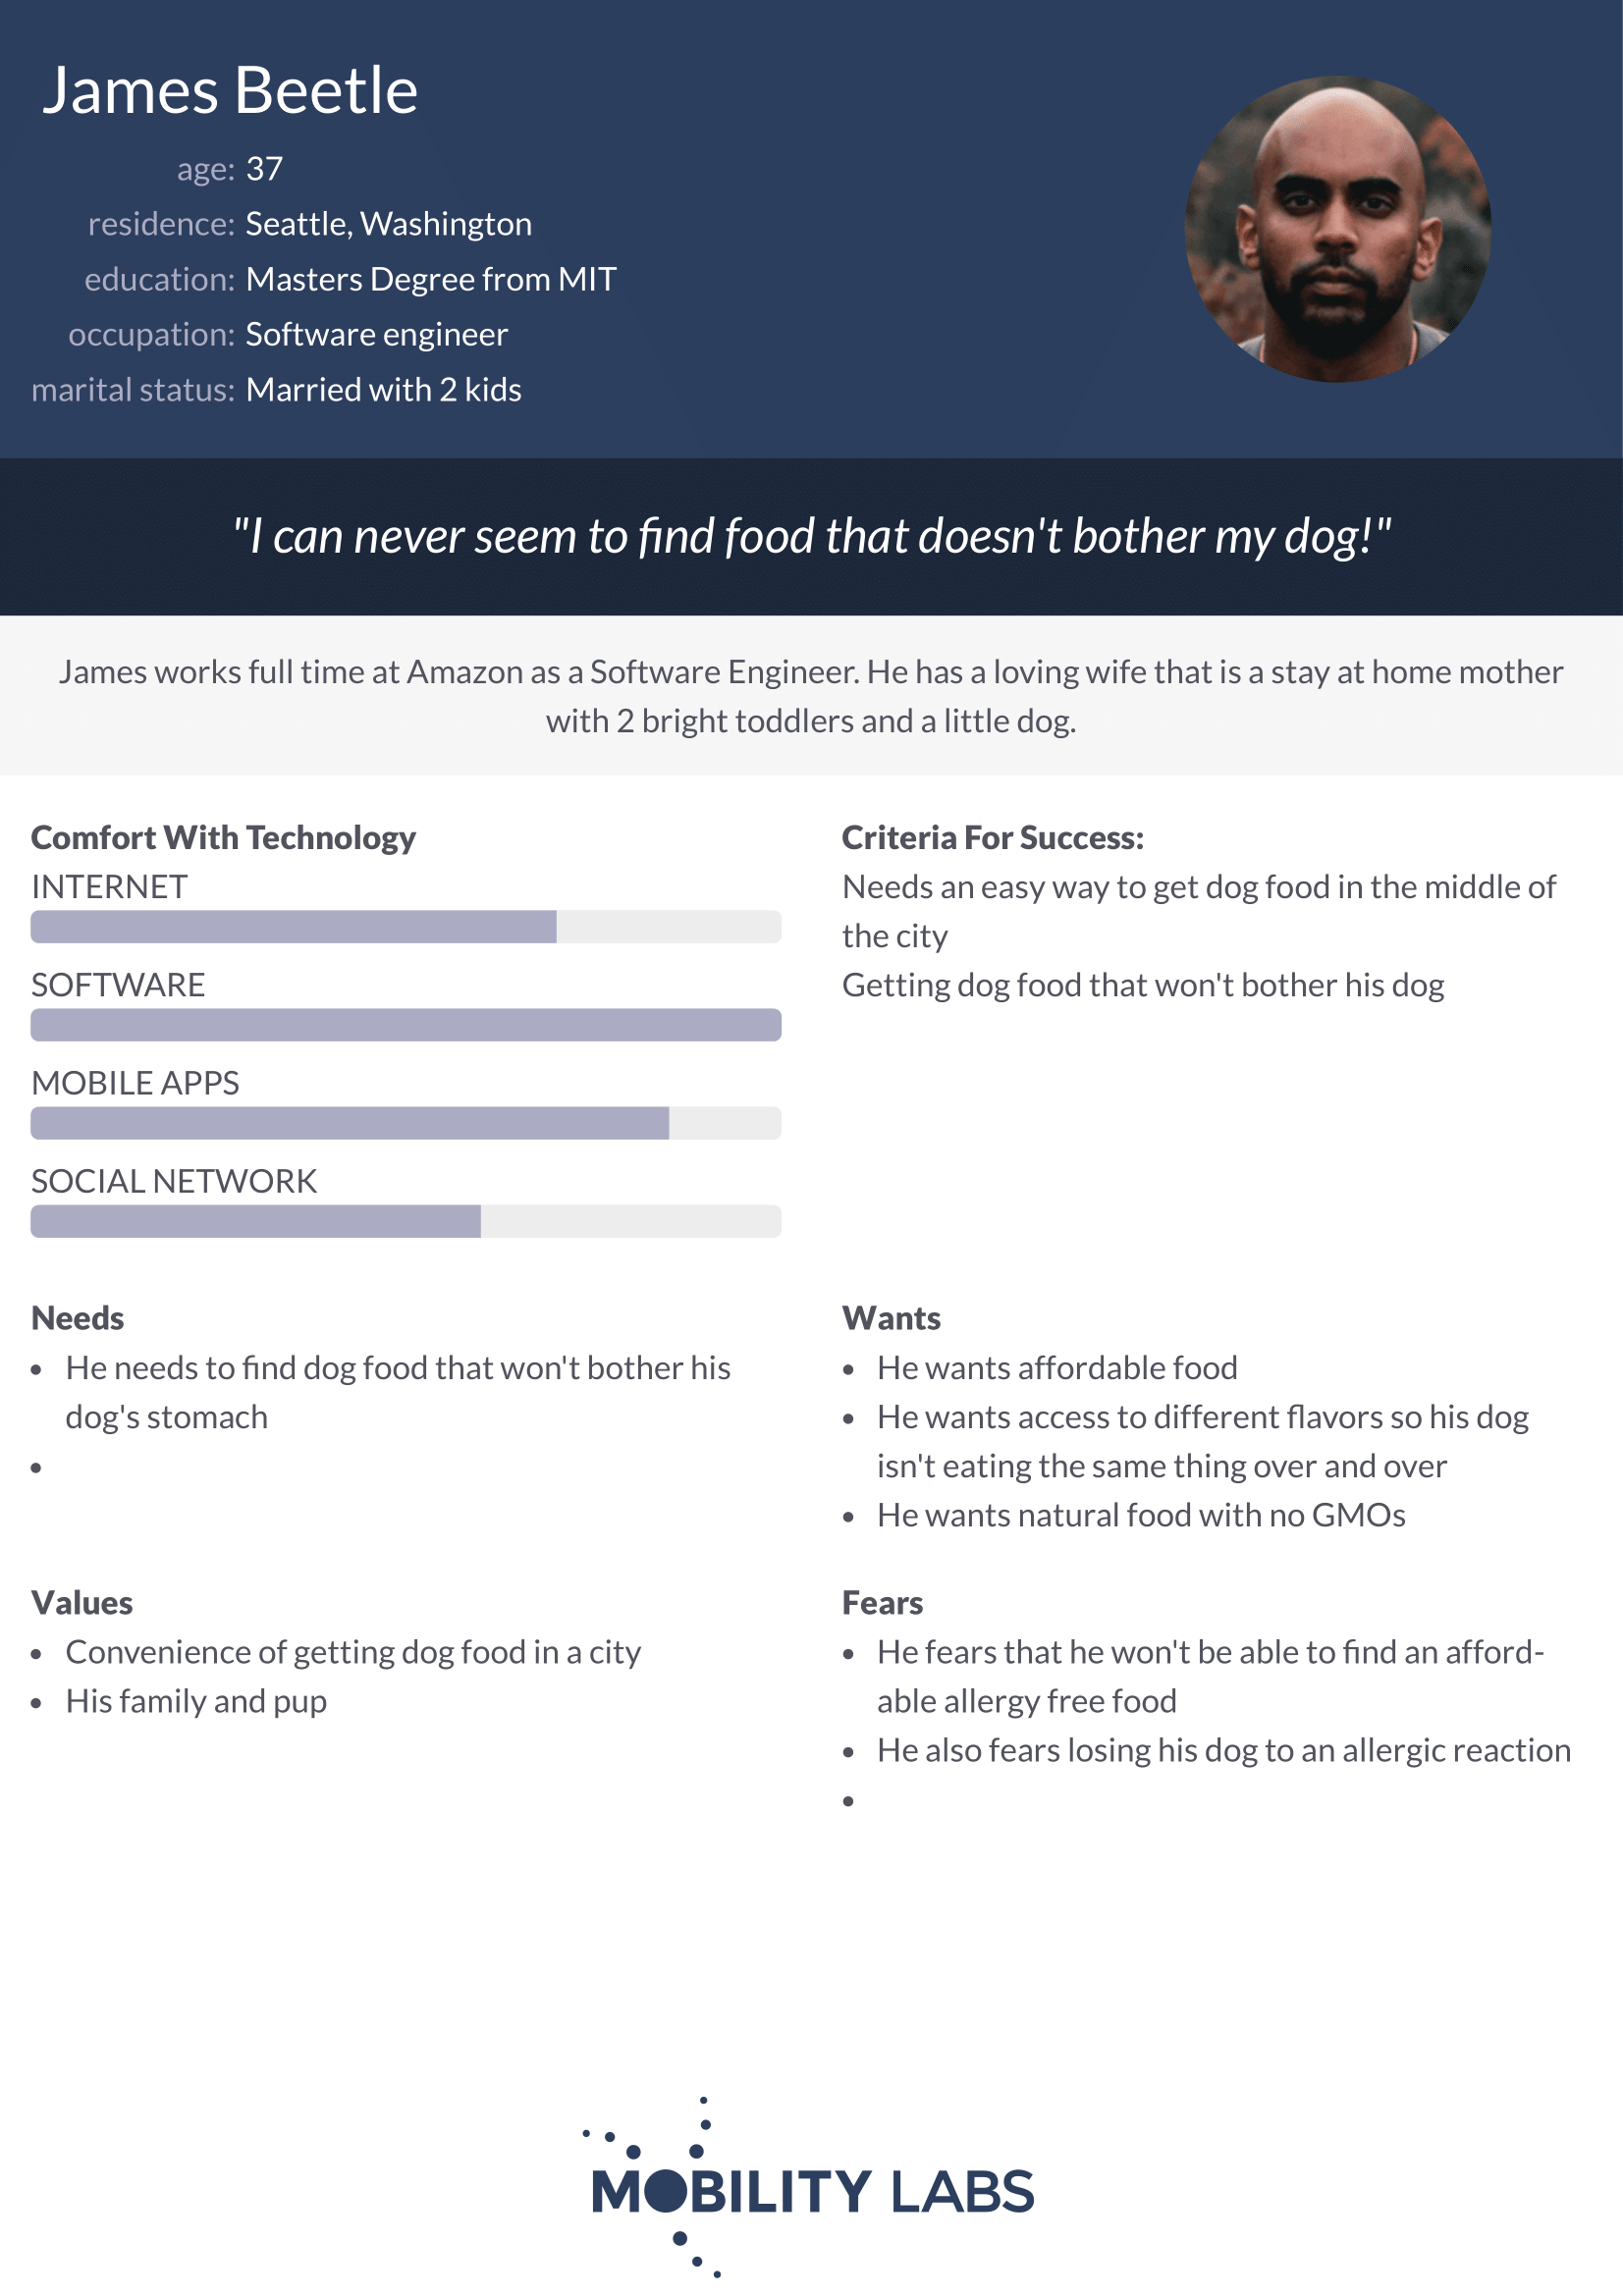 James Beetle
age: 37
residence: Seattle, Washington
education: Masters Degree from MIT
occupation: Software engineer
marital status: Married with 2 kids
"I can never seem to find food that doesn't bother my dog!"
James works full time at Amazon as a Software Engineer. He has a loving wife that is a stay at home mother
with 2 bright toddlers and a little dog.
Comfort With Technology
INTERNET
SOFTWARE
MOBILE APPS
SOCIAL NETWORK
Criteria For Success:
Needs an easy way to get dog food in the middle of
the city
Getting dog food that won't bother his dog
Needs
• He needs to find dog food that won't bother his
dog's stomach
•
Wants
• He wants affordable food
• He wants access to different flavors so his dog
isn't eating the same thing over and over
• He wants natural food with no GMOs
Values
• Convenience of getting dog food in a city
• His family and pup
Fears
• He fears that he won't be able to find an afford-
able allergy free food
• He also fears losing his dog to an allergic reaction
•
MOBILITY LABS